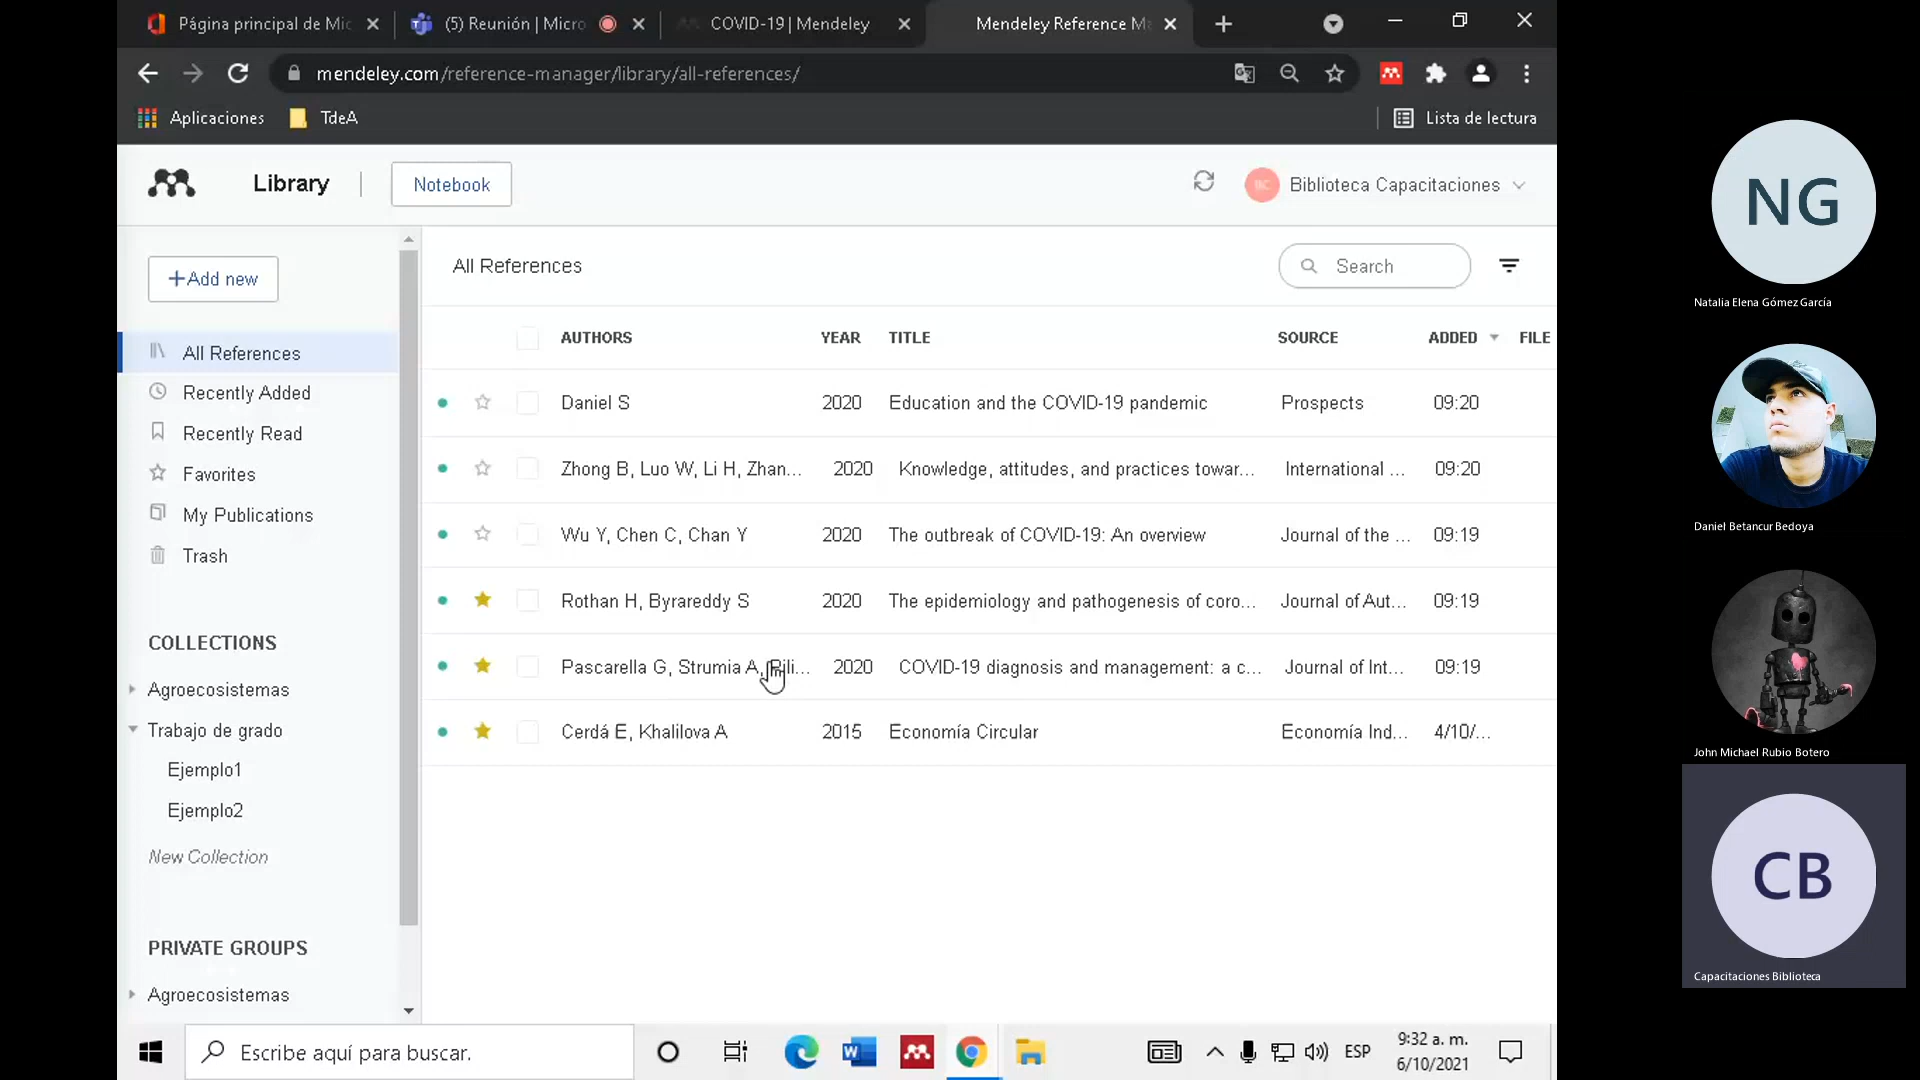 Página principal de Mic
(5) Reunión | Micro
COVID-19 | Mendeley
Mendeley Reference Ma
mendeley.com/reference-manager/library/all-references/
Aplicaciones
TdeA
Lista de lectura
Library
Notebook
BC
Biblioteca Capacitaciones
+Add new
All References
Recently Added
Recently Read
Favorites
My Publications
Trash
COLLECTIONS
Agroecosistemas
Trabajo de grado
Ejemplo1
Ejemplo2
New Collection
PRIVATE GROUPS
Agroecosistemas
All References
Search
AUTHORS YEAR TITLE SOURCE ADDED FILE
Daniel S 2020 Education and the COVID-19 pandemic Prospects 09:20
Zhong B, Luo W, Li H, Zhan... 2020 Knowledge, attitudes, and practices towar... International ... 09:20
Wu Y, Chen C, Chan Y 2020 The outbreak of COVID-19: An overview Journal of the ... 09:19
Rothan H, Byrareddy S 2020 The epidemiology and pathogenesis of coro... Journal of Aut... 09:19
Pascarella G, Strumia A, Pili... 2020 COVID-19 diagnosis and management: a c... Journal of Int... 09:19
Cerdá E, Khalilova A 2015 Economía Circular Economía Ind... 4/10/...
Escribe aquí para buscar.
ESP
9:32 a. m.
6/10/2021
NG
Natalia Elena Gómez García
Daniel Betancur Bedoya
John Michael Rubio Botero
CB
Capacitaciones Biblioteca